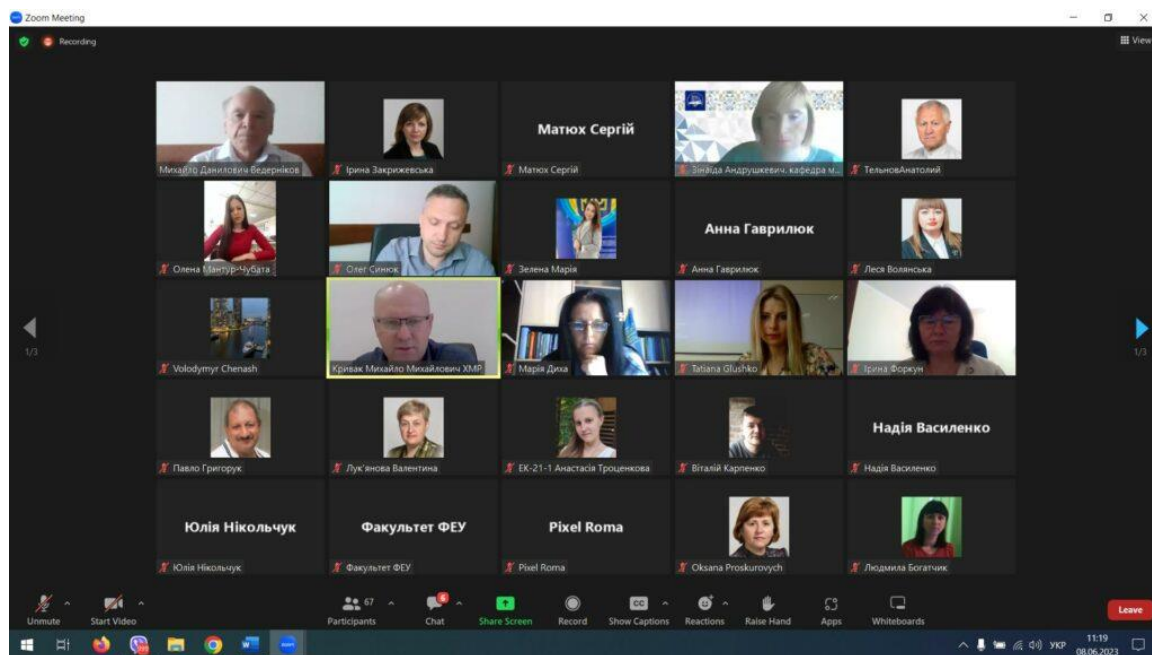 Zoom Meeting
Recording
View
Михайло Данилович Ведерніков
Ірина Закрижевська
Матюх Сергій
Матюх Сергій
Зінаїда Андрушкевич. кафедра м...
ТельновАнатолий
Олена Мантур-Чубата
Олег Синюк
Зелена Марія
Анна Гаврилюк
Анна Гаврилюк
Леся Волянська
1/3
Volodymyr Chenash
Кривак Михайло Михайлович ХМР
Марія Диха
Tatiana Glushko
Ірина Форкун
1/3
Павло Григорук
Лук'янова Валентина
ЕК-21-1 Анастасія Троценкова
Віталій Карпенко
Надія Василенко
Надія Василенко
Юлія Нікольчук
Юлія Нікольчук
Факультет ФЕУ
Факультет ФЕУ
Pixel Roma
Pixel Roma
Oksana Proskurovych
Людмила Богатчик
Unmute
Start Video
67
Participants
6
Chat
Share Screen
Record
CC
Show Captions
Reactions
Raise Hand
Apps
Whiteboards
Leave
УКР
11:19
08.06.2023